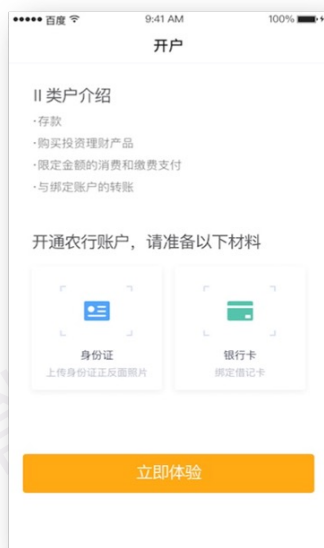 百度 9:41 AM 100%
开户
II 类户介绍
·存款
·购买投资理财产品
·限定金额的消费和缴费支付
·与绑定账户的转账
开通农行账户，请准备以下材料
身份证 银行卡
上传身份证正反面照片 绑定借记卡
立即体验